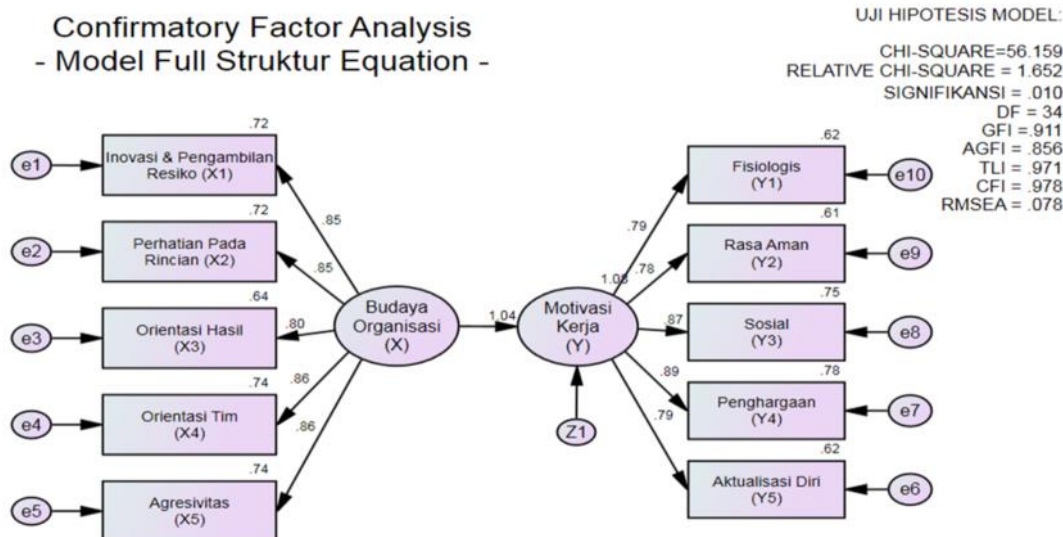 Confirmatory Factor Analysis
- Model Full Struktur Equation -
UJI HIPOTESIS MODEL:
CHI-SQUARE=56.159
RELATIVE CHI-SQUARE = 1.652
SIGNIFIKANSI = .010
DF = 34
GFI =.911
AGFI = .856
TLI = .971
CFI = .978
RMSEA = .078
.72
e1
Inovasi & Pengambilan
Resiko (X1)
.85
.72
e2
Perhatian Pada
Rincian (X2)
.85
.64
e3
Orientasi Hasil
(X3)
.80
.74
e4
Orientasi Tim
(X4)
.86
.74
e5
Agresivitas
(X5)
.86
Budaya
Organisasi
(X)
1.04
1.08
Motivasi
Kerja
(Y)
Z1
.62
.79
Fisiologis
(Y1)
e10
.61
.78
Rasa Aman
(Y2)
e9
.75
.87
Sosial
(Y3)
e8
.78
.89
Penghargaan
(Y4)
e7
.62
.79
Aktualisasi Diri
(Y5)
e6